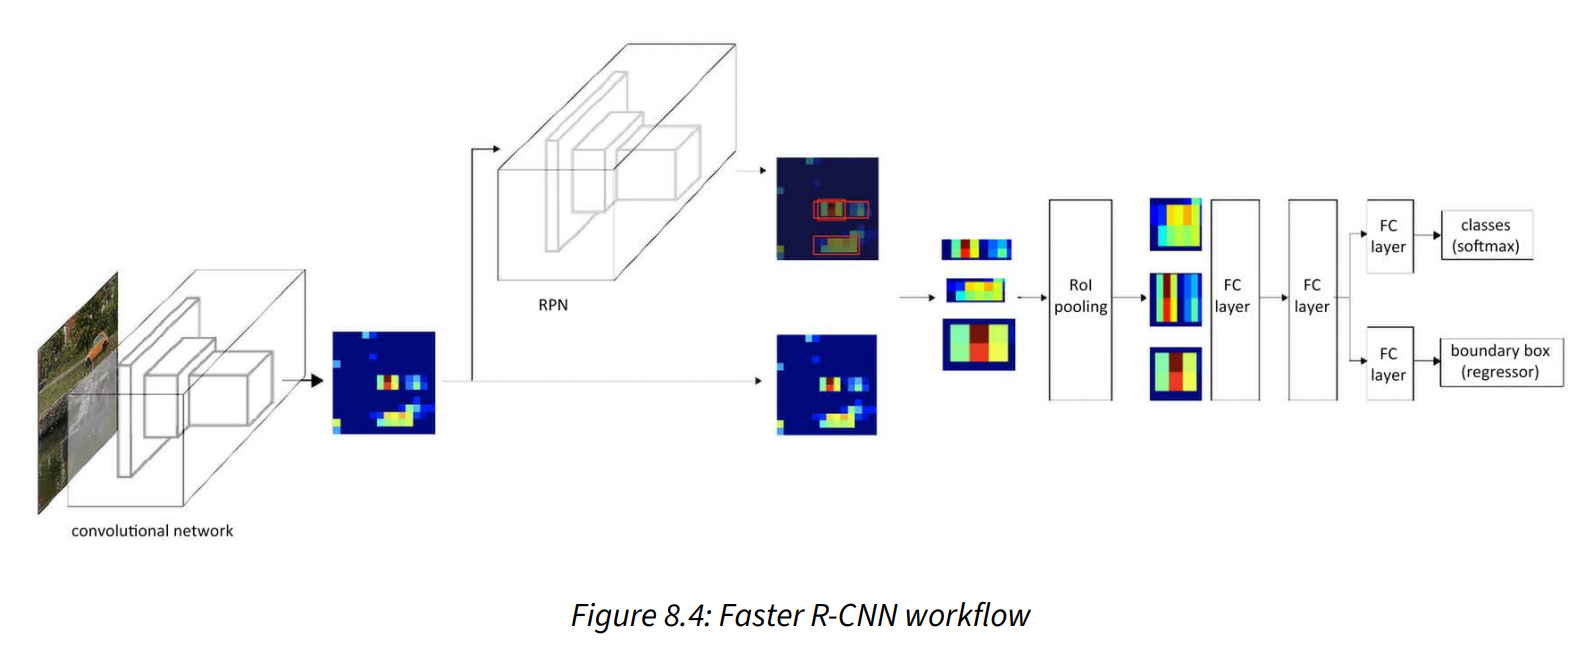 convolutional network
RPN
RoI
pooling
FC
layer
FC
layer
FC
layer
classes
(softmax)
FC
layer
boundary box
(regressor)
Figure 8.4: Faster R-CNN workflow